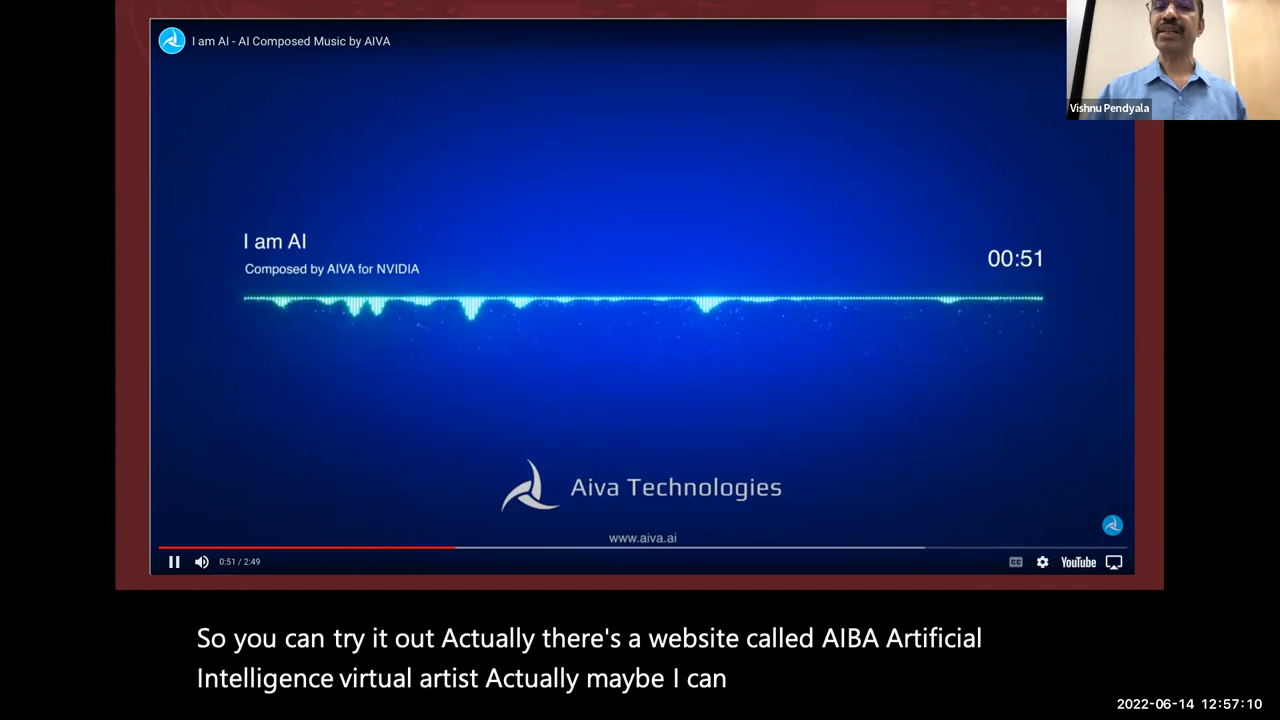 I am AI - AI Composed Music by AIVA
Vishnu Pendyala
I am AI
Composed by AIVA for NVIDIA
00:51
Aiva Technologies
www.aiva.ai
0:51 / 2:49
CC
YouTube
So you can try it out Actually there's a website called AIBA Artificial
Intelligence virtual artist Actually maybe I can
2022-06-14 12:57:10